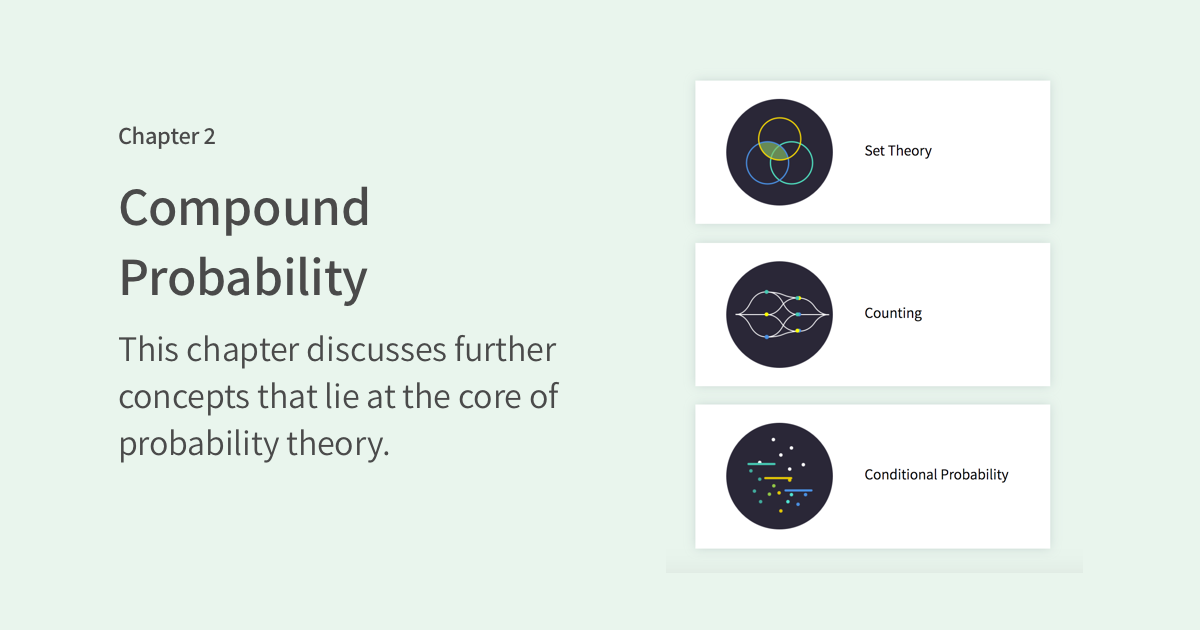 Chapter 2
Compound
Probability
This chapter discusses further
concepts that lie at the core of
probability theory.
Set Theory
Counting
Conditional Probability